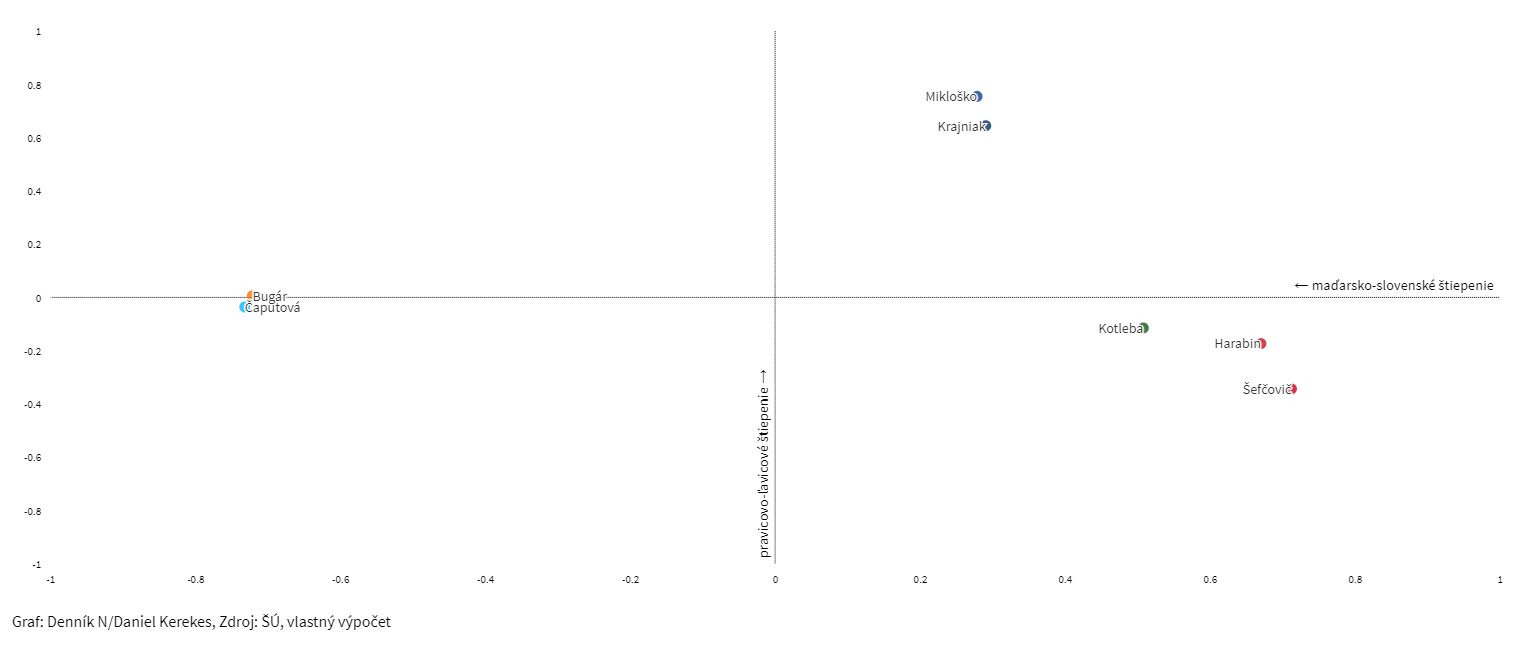 1
0.8
Mikloško
0.6
Krajniak
0.4
0.2
← maďarsko-slovenské štiepenie
0
Bugár
Čaputová
Kotleba
-0.2
Harabin
Šefčovič
-0.4
pravicovo-ľavicové štiepenie →
-0.6
-0.8
-1
-1 -0.8 -0.6 -0.4 -0.2 0 0.2 0.4 0.6 0.8 1
Graf: Denník N/Daniel Kerekes, Zdroj: ŠÚ, vlastný výpočet